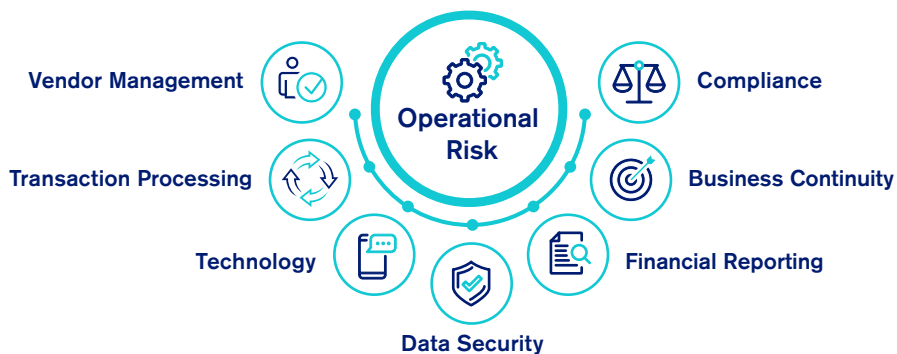 Operational
Risk
Vendor Management
Compliance
Transaction Processing
Business Continuity
Technology
Financial Reporting
Data Security